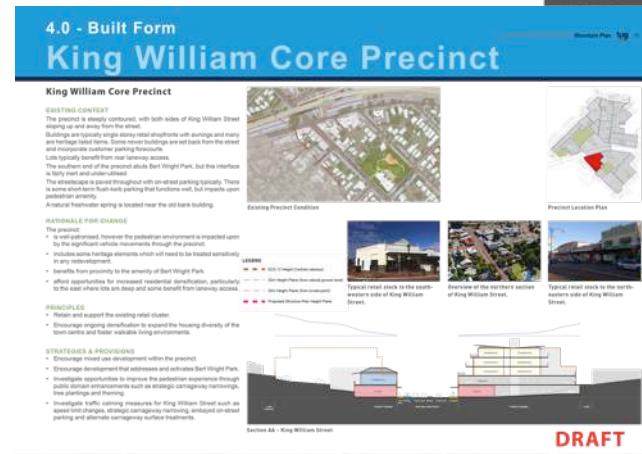 4.0 - Built Form
King William Core Precinct
Structure Plan tpg
King William Core Precinct
EXISTING CONTEXT
The precinct is steeply contoured, with both sides of King William Street
sloping up and away from the street.
Buildings are typically single storey retail shopfronts with awnings and many
are heritage listed items. Some newer buildings are set back from the street
and incorporate customer parking forecourts.
Lots typically benefit from rear laneway access.
The southern end of the precinct abuts Bert Wright Park, but this interface
is fairly inert and under-utilised.
The streetscape is paved throughout with on-street parking typically. There
is some short-term flush-kerb parking that functions well, but impacts upon
pedestrian amenity.
A natural freshwater spring is located near the old bank building.
RATIONALE FOR CHANGE
The precinct:
• is well-patronised, however the pedestrian environment is impacted upon
by the significant vehicle movements through the precinct.
• includes some heritage elements which will need to be treated sensitively
in any redevelopment.
• benefits from proximity to the amenity of Bert Wright Park.
• afford opportunities for increased residential densification, particularly
to the east where lots are deep and some benefit from laneway access.
PRINCIPLES
• Retain and support the existing retail cluster.
• Encourage ongoing densification to expand the housing diversity of the
town centre and foster walkable living environments.
STRATEGIES & PROVISIONS
• Encourage mixed use development within the precinct.
• Encourage development that addresses and activates Bert Wright Park.
• Investigate opportunities to improve the pedestrian experience through
public domain enhancements such as strategic carriageway narrowings,
tree plantings and theming.
• Investigate traffic calming measures for King William Street such as
speed limit changes, strategic carriageway narrowing, embayed on-street
parking and alternate carriageway surface treatments.
Existing Precinct Condition
Precinct Location Plan
LEGEND
Proposed Structure Plan Height Plane
Typical retail stock to the south-
western side of King William
Street.
Overview of the northern section
of King William Street.
Typical retail stock to the north-
eastern side of King William
Street.
Section AA - King William Street
DRAFT